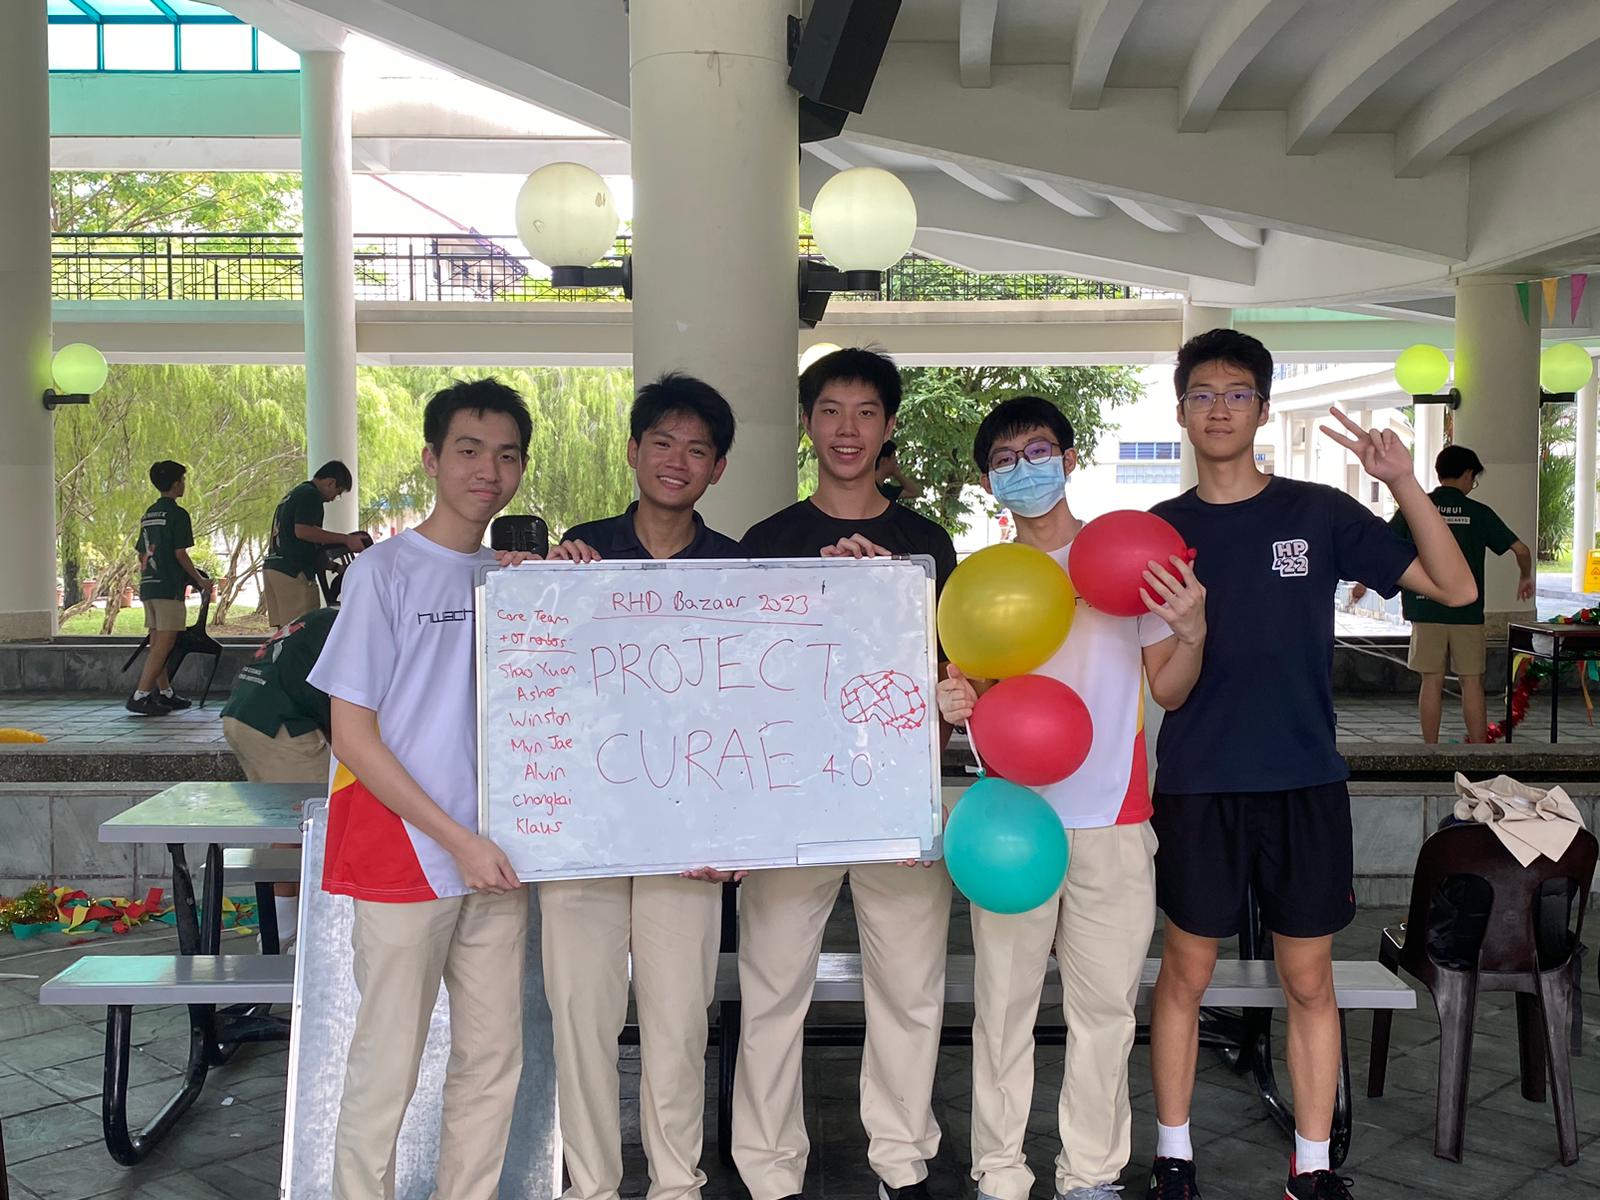 RHD Bazaar 2023
PROJECT
CURAE 4.0
Core Team
+ OT members:
Shao Xuan
Asher
Winston
Myn Jae
Alvin
Chongkai
Klaus
HP
'22